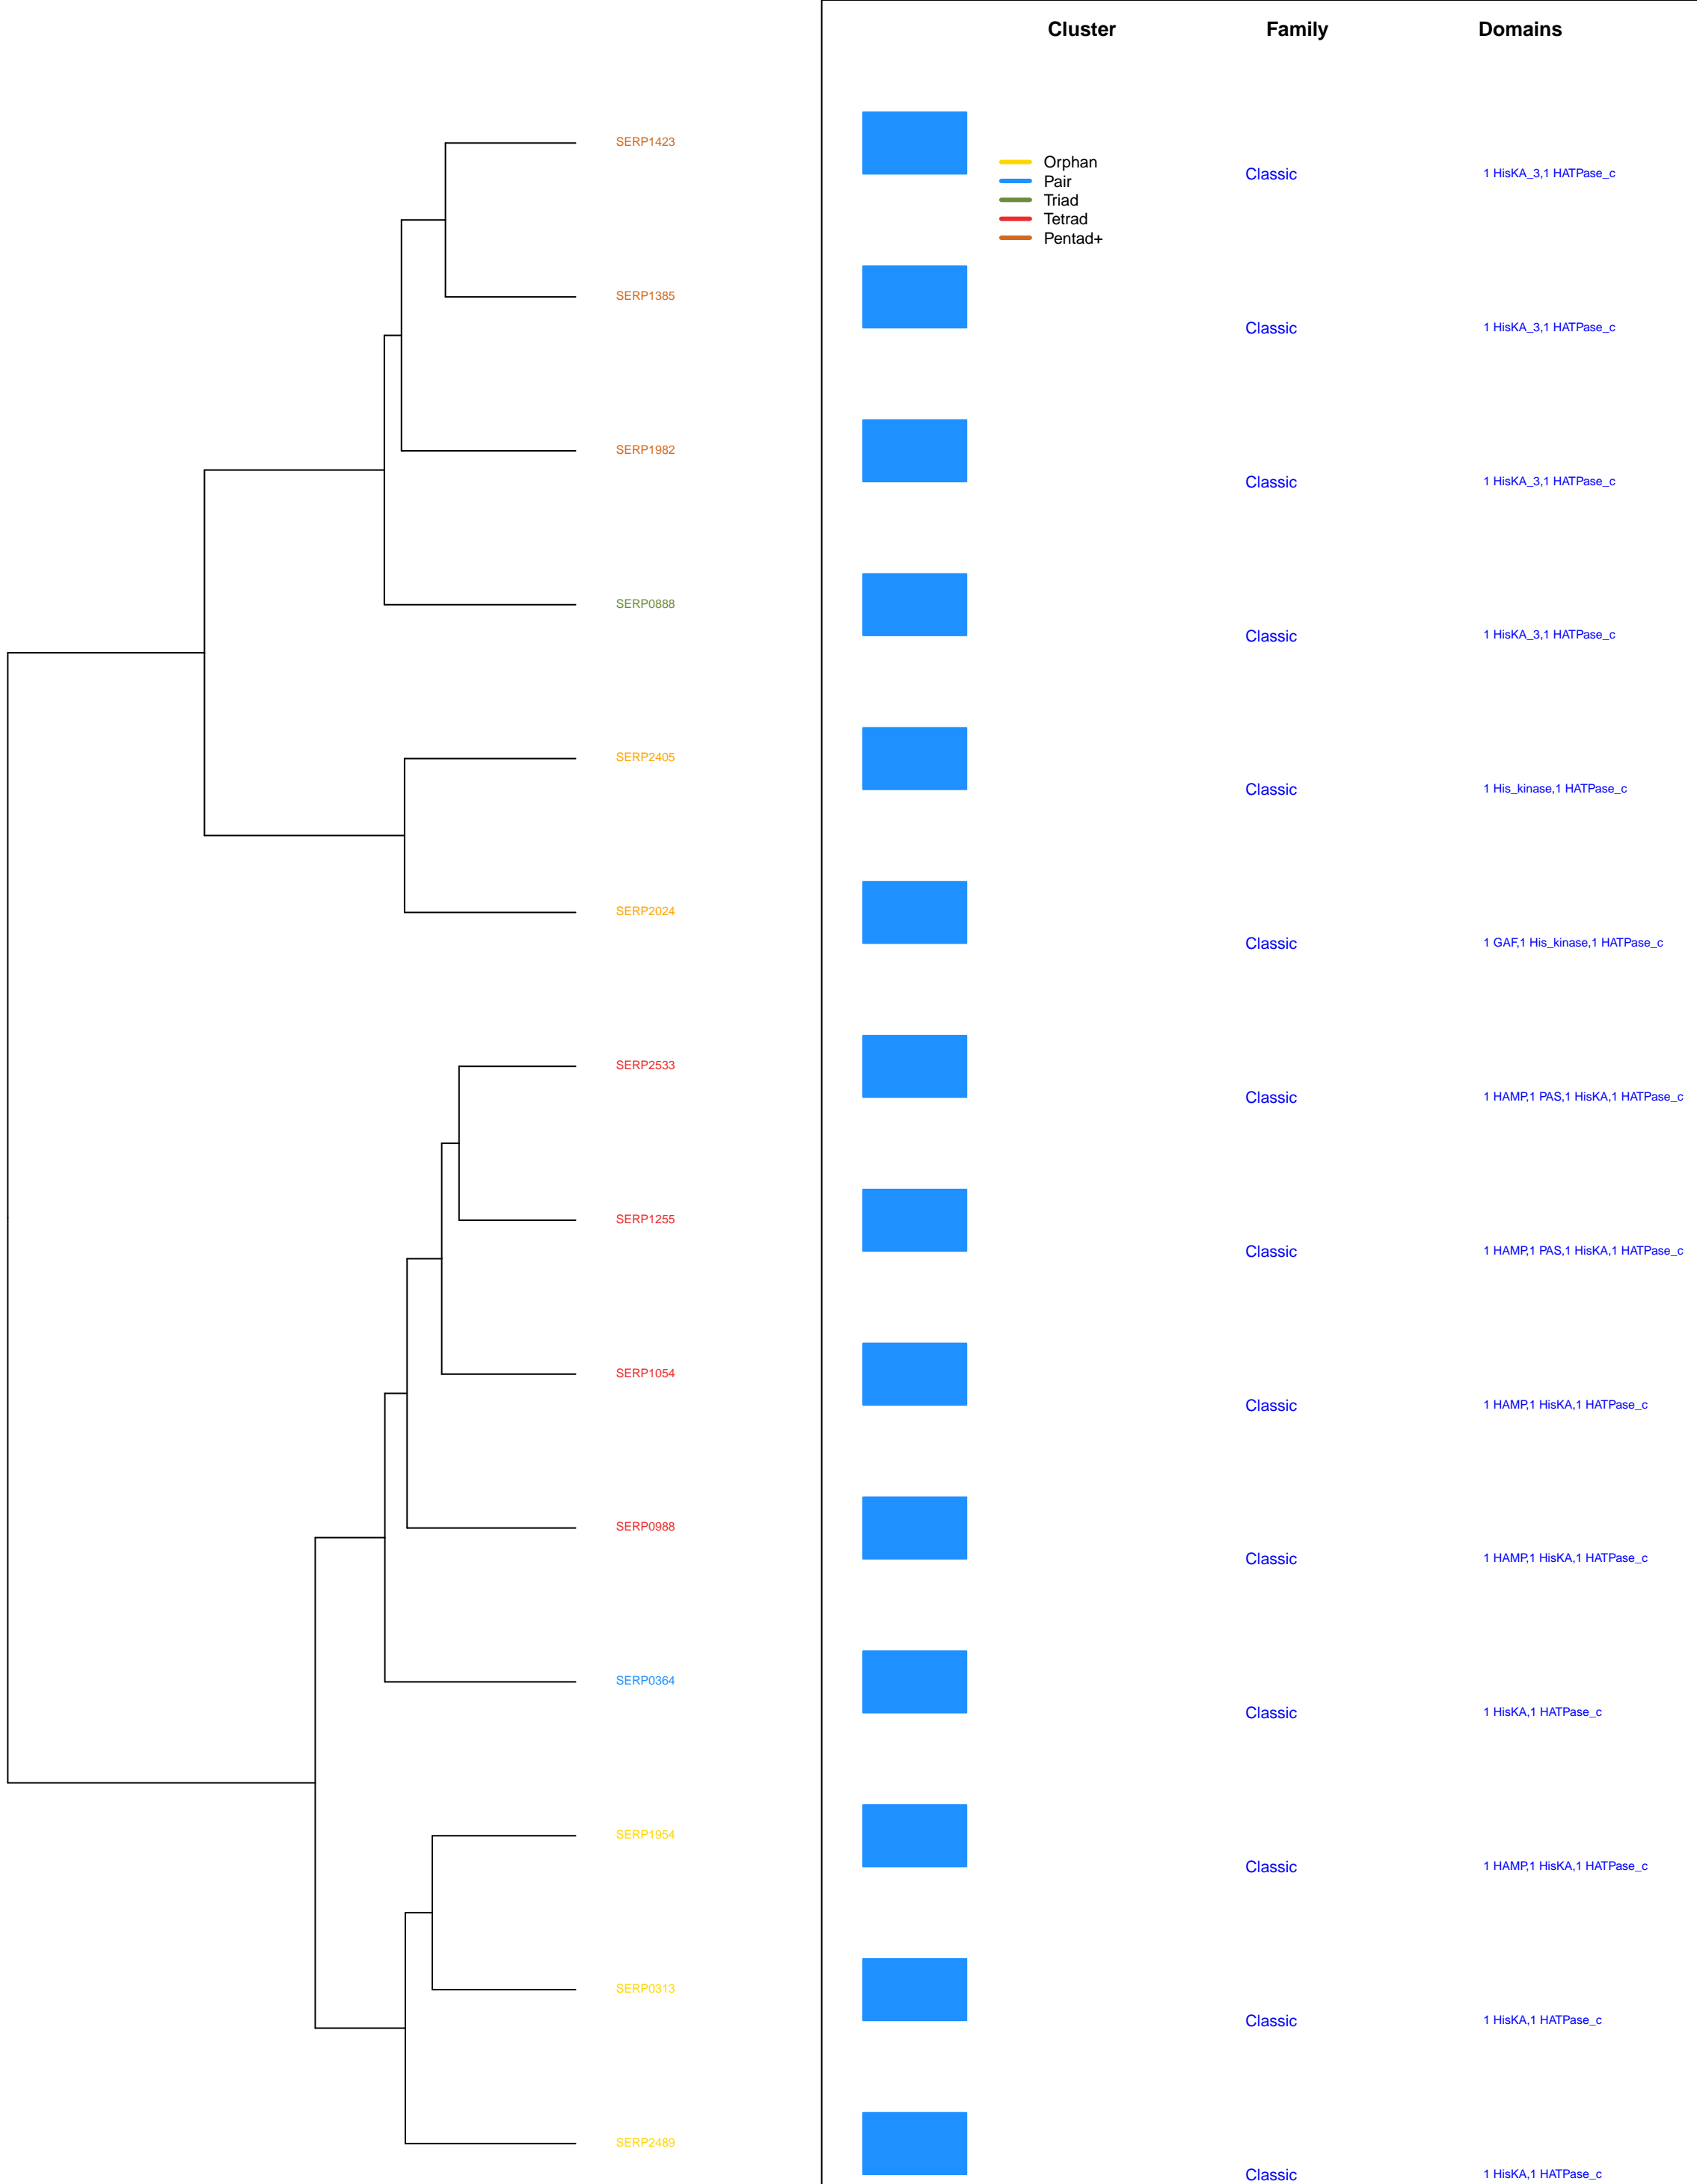 Cluster Family Domains
SERP1423
Orphan
Pair
Triad
Tetrad
Pentad+
Classic 1 HisKA_3,1 HATPase_c
SERP1385
Classic 1 HisKA_3,1 HATPase_c
SERP1982
Classic 1 HisKA_3,1 HATPase_c
SERP0888
Classic 1 HisKA_3,1 HATPase_c
SERP2405
Classic 1 His_kinase,1 HATPase_c
SERP2024
Classic 1 GAF,1 His_kinase,1 HATPase_c
SERP2533
Classic 1 HAMP,1 PAS,1 HisKA,1 HATPase_c
SERP1255
Classic 1 HAMP,1 PAS,1 HisKA,1 HATPase_c
SERP1054
Classic 1 HAMP,1 HisKA,1 HATPase_c
SERP0988
Classic 1 HAMP,1 HisKA,1 HATPase_c
SERP0364
Classic 1 HisKA,1 HATPase_c
SERP1954
Classic 1 HAMP,1 HisKA,1 HATPase_c
SERP0313
Classic 1 HisKA,1 HATPase_c
SERP2489
Classic 1 HisKA,1 HATPase_c